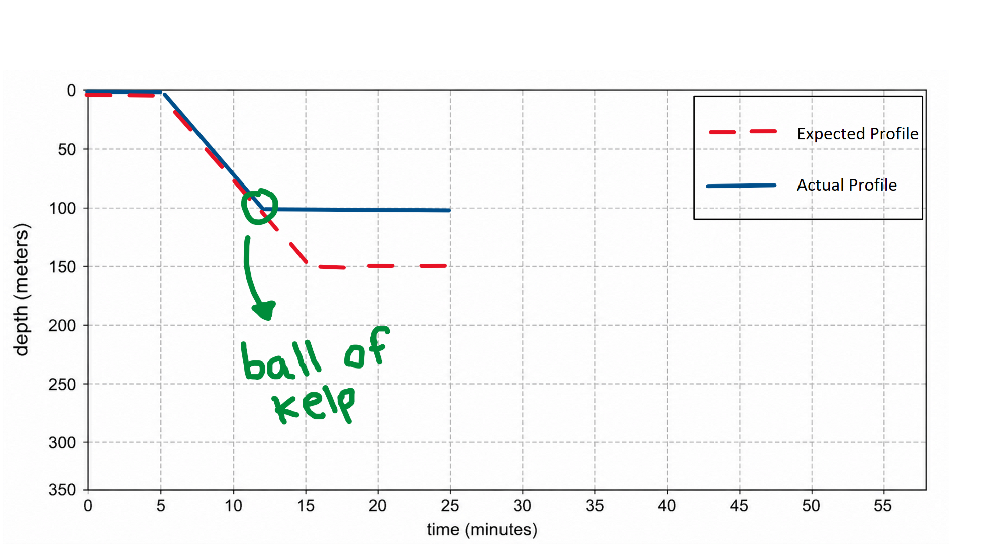 0
50
100
150
200
250
300
350
depth (meters)
0 5 10 15 20 25 30 35 40 45 50 55
time (minutes)
Expected Profile
Actual Profile
ball of
kelp